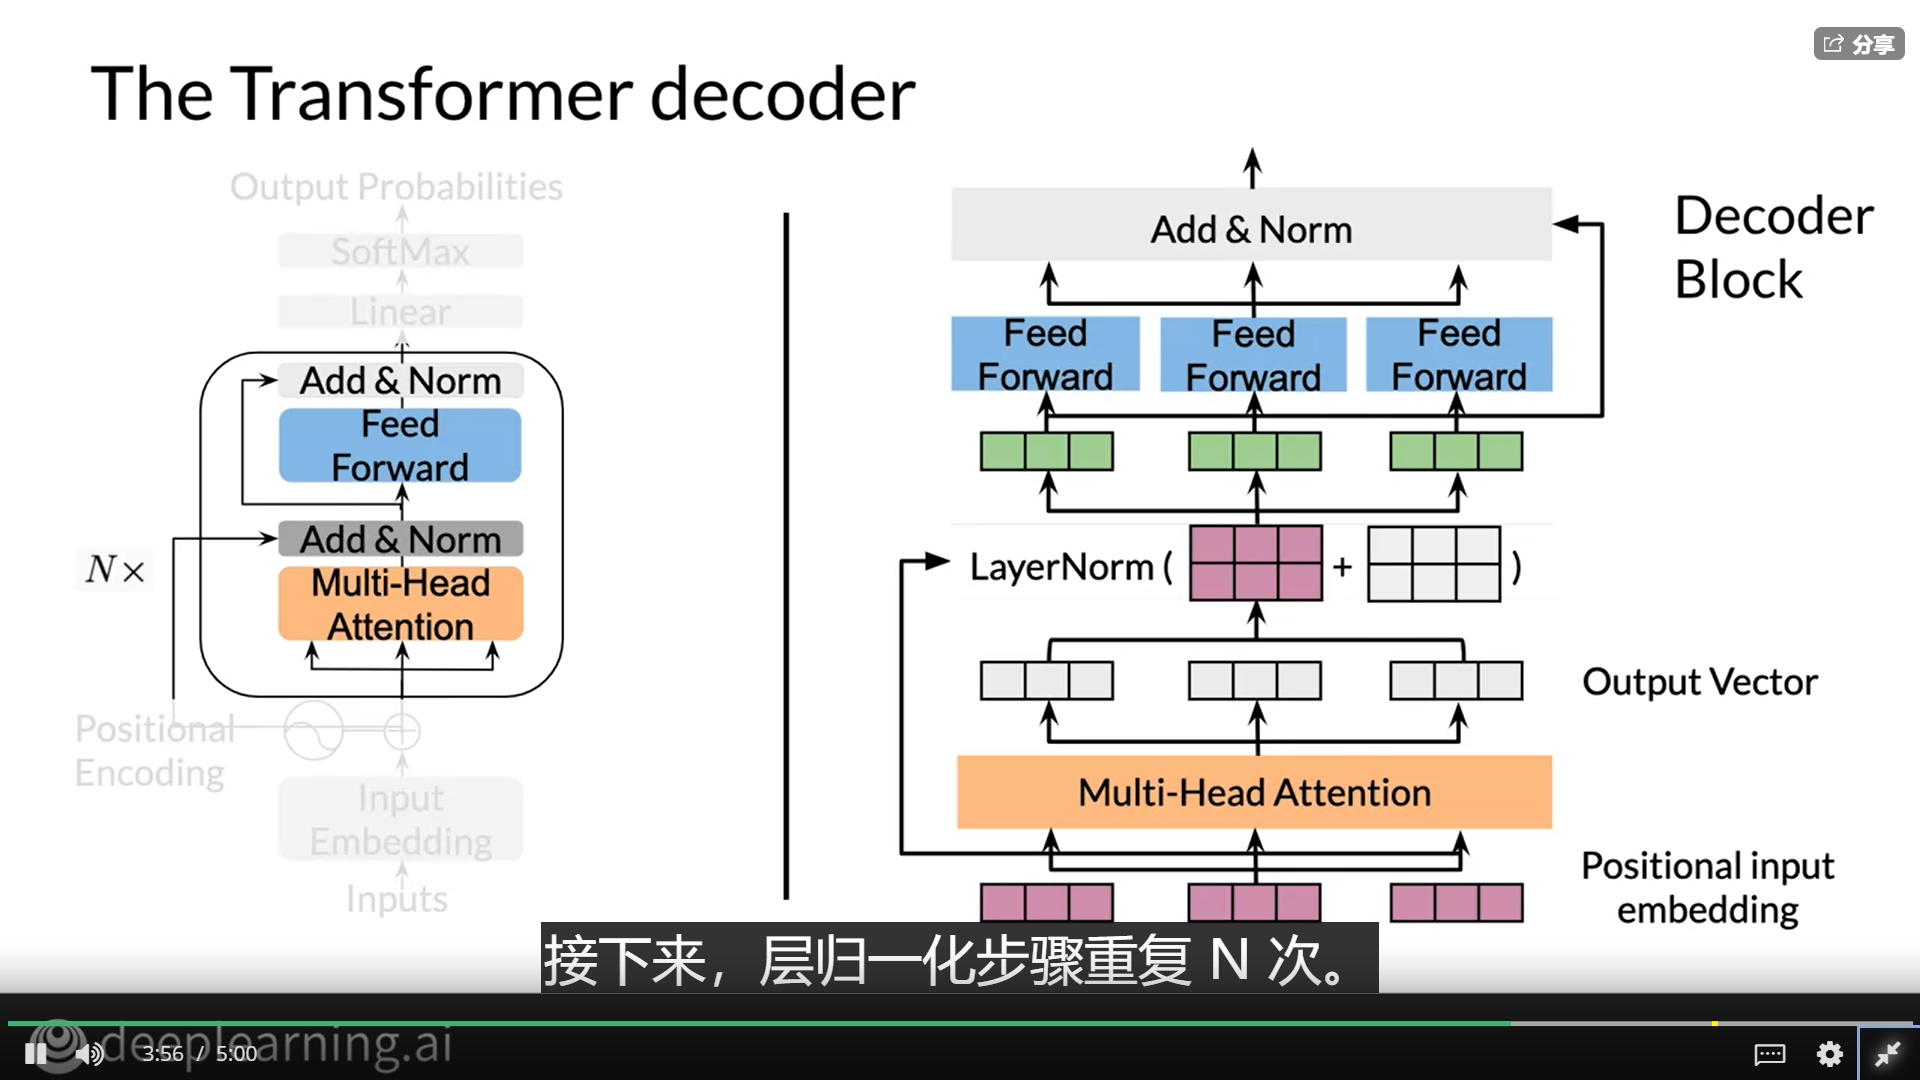 分享
The Transformer decoder
Output Probabilities
SoftMax
Linear
Add & Norm
Feed
Forward
Add & Norm
N×
Multi-Head
Attention
Positional
Encoding
Input
Embedding
Inputs
Decoder
Block
Add & Norm
Feed
Forward
Feed
Forward
Feed
Forward
LayerNorm ( + )
Output Vector
Multi-Head Attention
Positional input
embedding
接下来，层归一化步骤重复 N 次。
deeplearning.ai
3:56 / 5:00